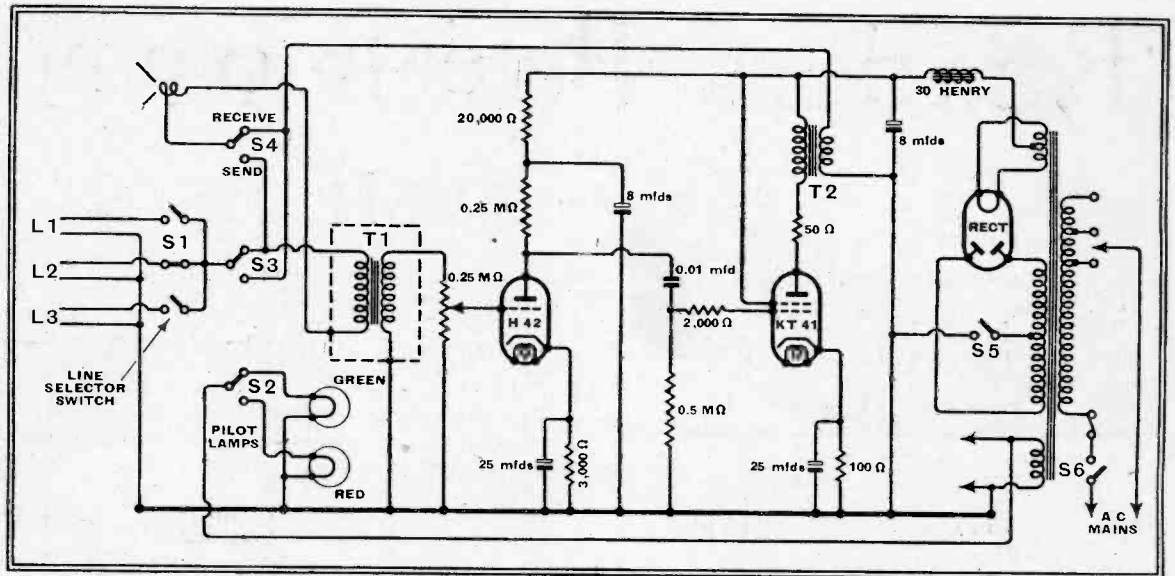 30 HENRY
RECEIVE
S4
SEND
20,000 Ω
8 mfds
T2
L1
S1
L2
S3
L3
T1
0.25 MΩ
0.25 MΩ
8 mfds
0.01 mfd
50 Ω
RECT
H 42
2,000 Ω
KT 41
S5
LINE
SELECTOR
SWITCH
S2
PILOT
LAMPS
GREEN
RED
25 mfds
3,000 Ω
0.5 MΩ
25 mfds
100 Ω
S6
A C
MAINS